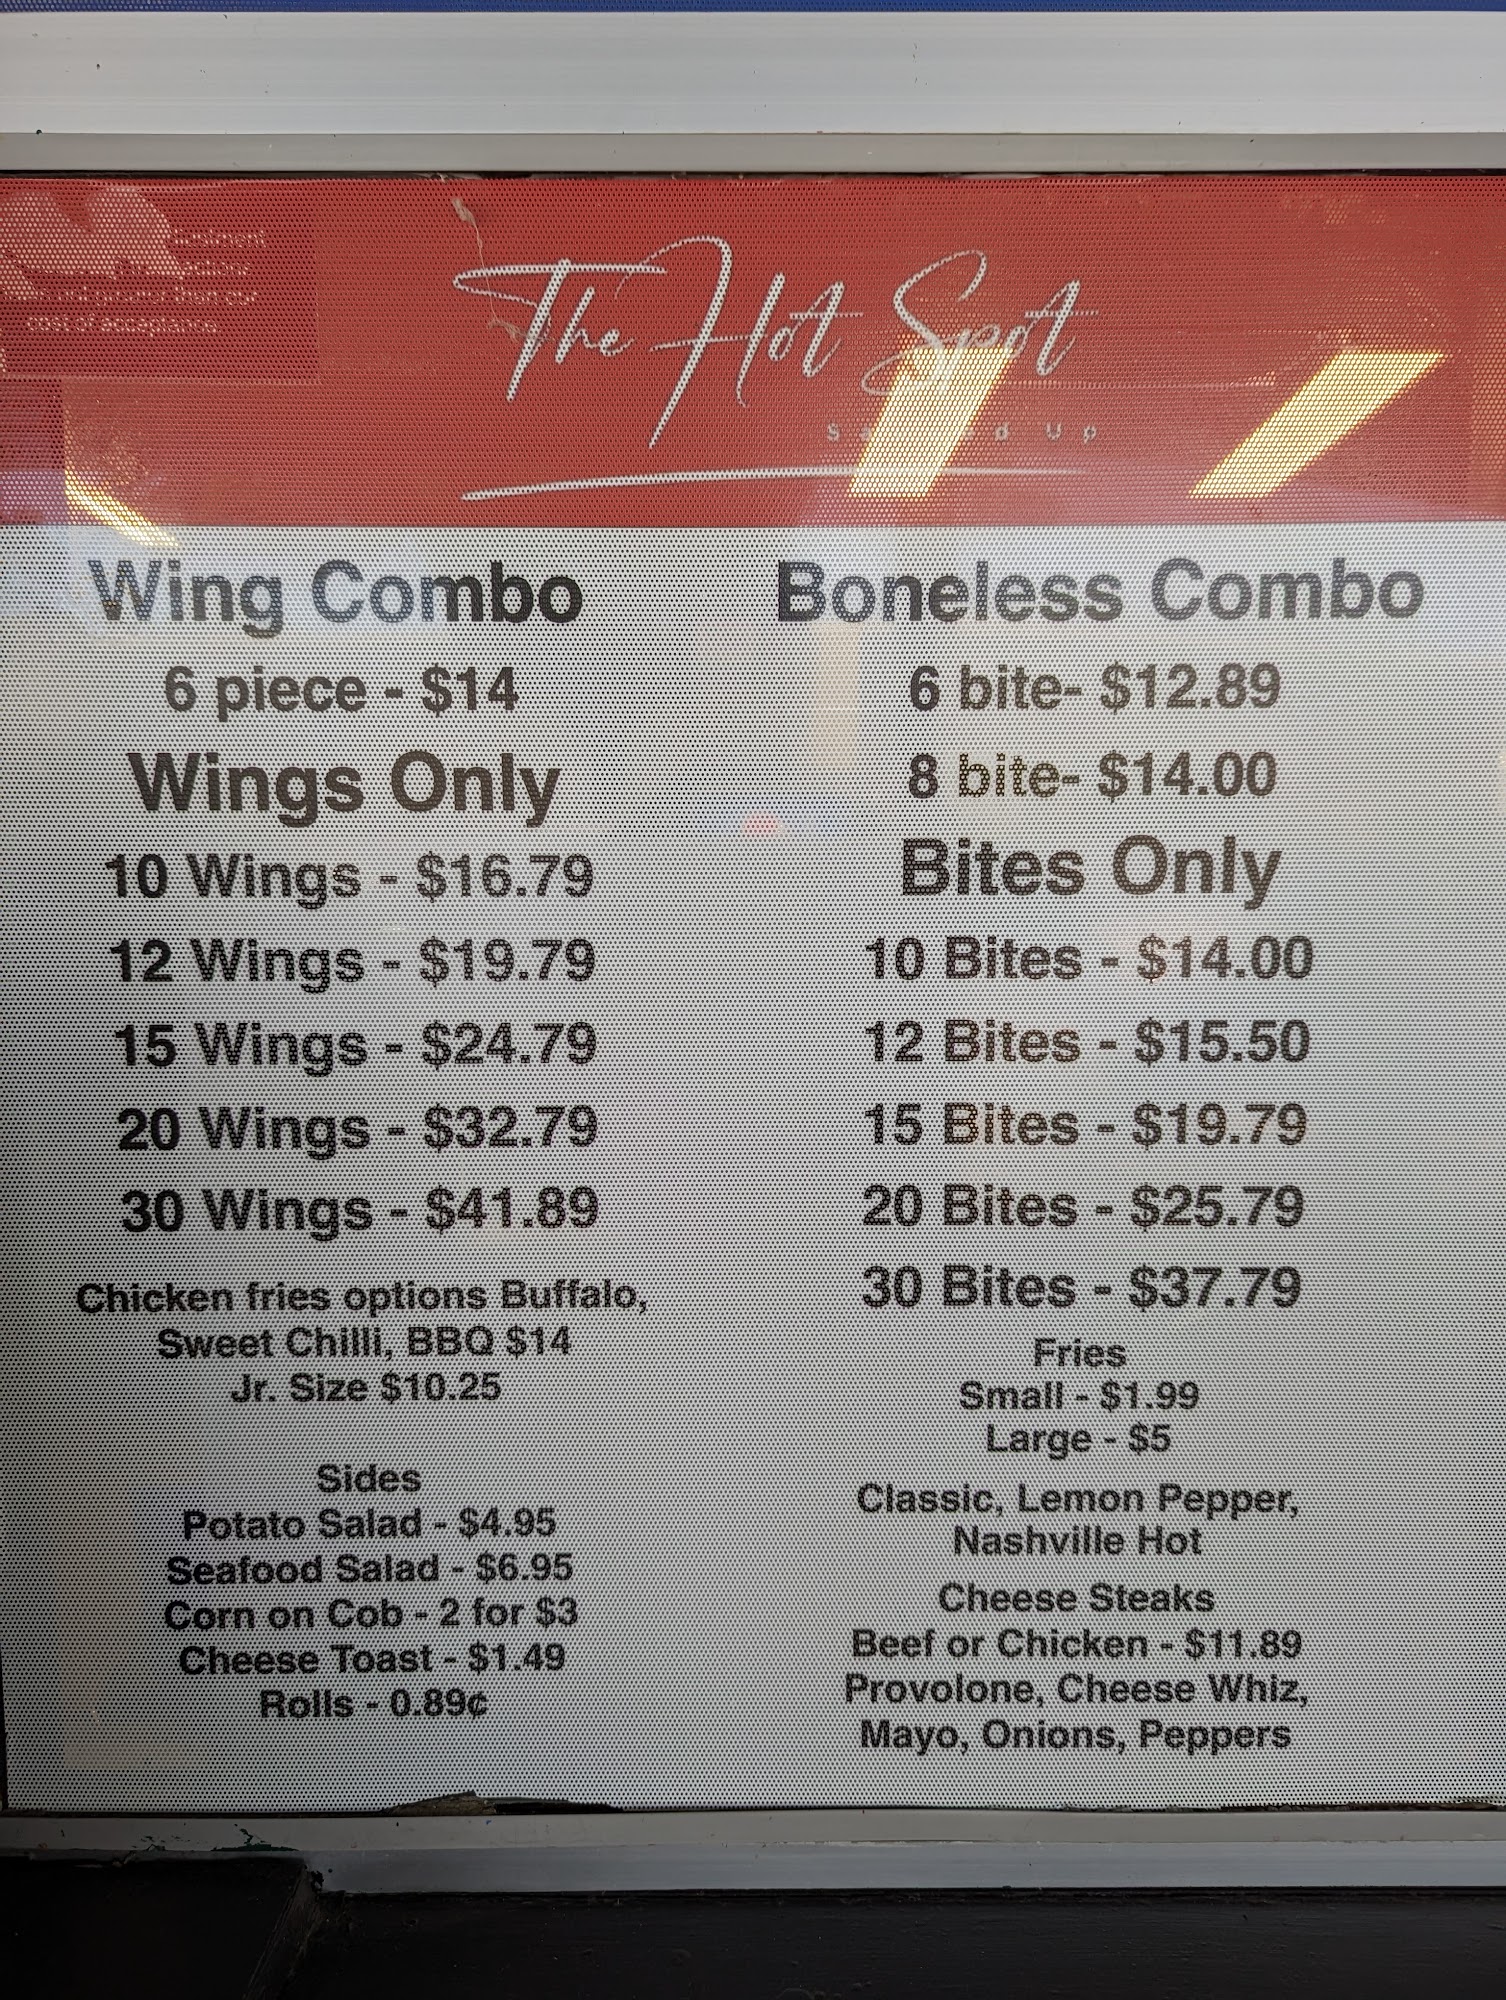 cost of acceptance
The Hot Spot
Up
Wing Combo
6 piece - $14
Wings Only
10 Wings - $16.79
12 Wings - $19.79
15 Wings - $24.79
20 Wings - $32.79
30 Wings - $41.89
Chicken fries options Buffalo,
Sweet Chilli, BBQ $14
Jr. Size $10.25
Sides
Potato Salad - $4.95
Seafood Salad - $6.95
Corn on Cob - 2 for $3
Cheese Toast - $1.49
Rolls - 0.89¢
Boneless Combo
6 bite- $12.89
8 bite- $14.00
Bites Only
10 Bites - $14.00
12 Bites - $15.50
15 Bites - $19.79
20 Bites - $25.79
30 Bites - $37.79
Fries
Small - $1.99
Large - $5
Classic, Lemon Pepper,
Nashville Hot
Cheese Steaks
Beef or Chicken - $11.89
Provolone, Cheese Whiz,
Mayo, Onions, Peppers